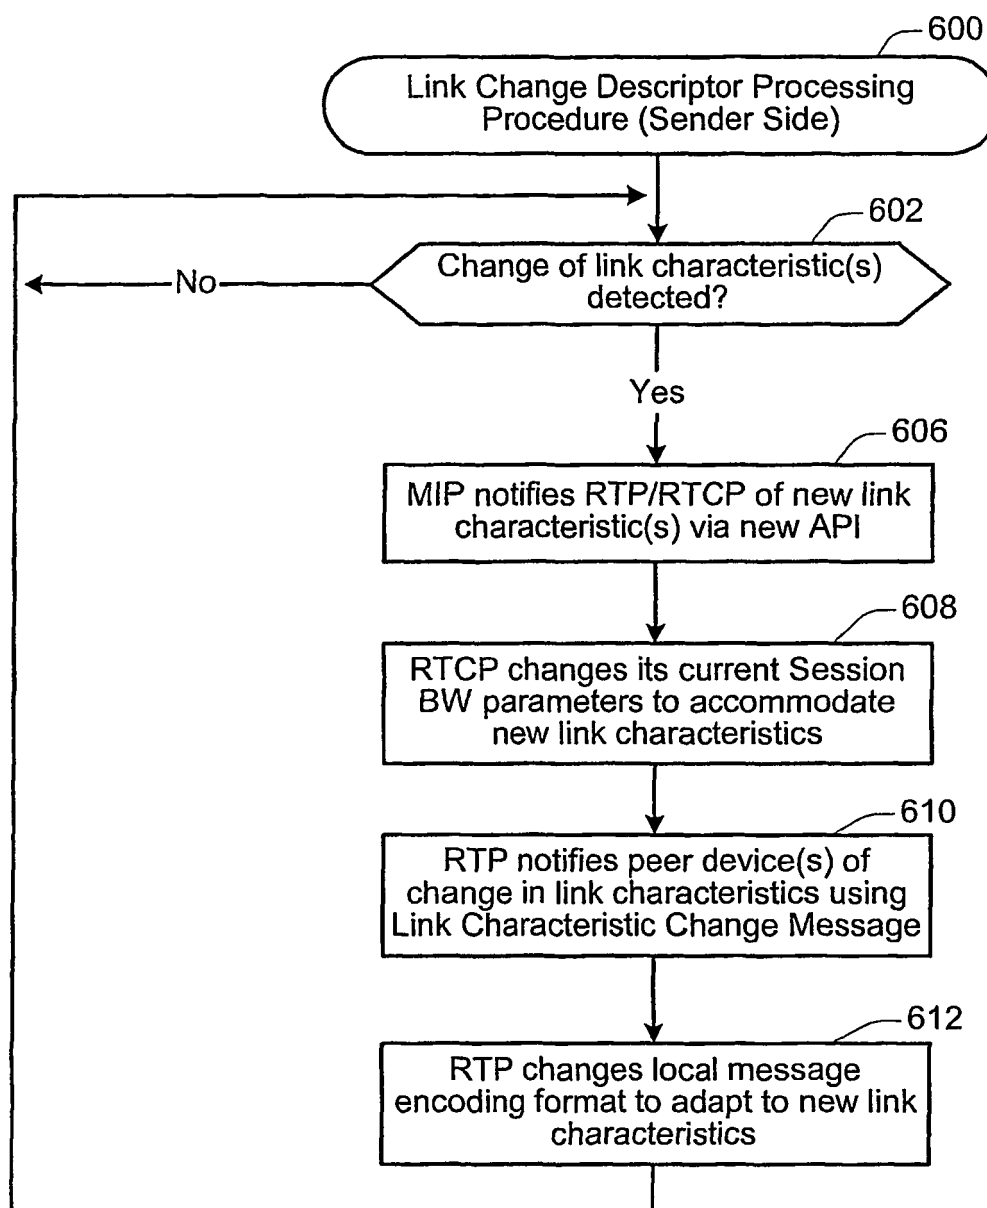 600
Link Change Descriptor Processing
Procedure (Sender Side)
602
Change of link characteristic(s)
detected?
No
Yes
606
MIP notifies RTP/RTCP of new link
characteristic(s) via new API
608
RTCP changes its current Session
BW parameters to accommodate
new link characteristics
610
RTP notifies peer device(s) of
change in link characteristics using
Link Characteristic Change Message
612
RTP changes local message
encoding format to adapt to new link
characteristics